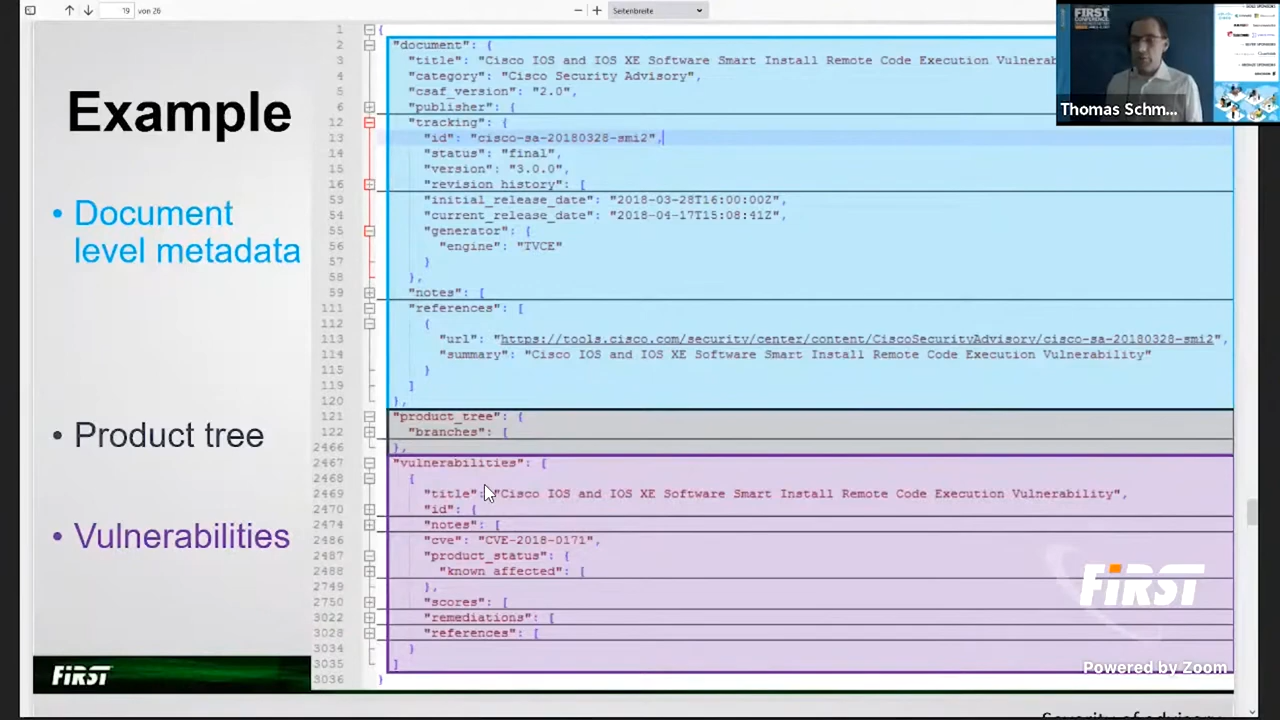 19 von 26
Seitenbreite
Example
• Document
level metadata
• Product tree
• Vulnerabilities
1 {
2 "document": {
3 "title": "Cisco IOS and IOS XE Software Smart Install Remote Code Execution Vulnerab
4 "category": "Cisco Security Advisory",
5 "csaf_version": "2.0",
6 "publisher": {
12 "tracking": {
13 "id": "cisco-sa-20180328-smi2",
14 "status": "final",
15 "version": "3.0.0",
16 "revision_history": [
53 "initial_release_date": "2018-03-28T16:00:00Z",
54 "current_release_date": "2018-04-17T15:08:41Z",
55 "generator": {
56 "engine": "TVCE"
57 }
58 },
59 "notes": [
111 "references": [
112 {
113 "url": "https://tools.cisco.com/security/center/content/CiscoSecurityAdvisory/cisco-sa-20180328-smi2",
114 "summary": "Cisco IOS and IOS XE Software Smart Install Remote Code Execution Vulnerability"
115 }
119 ]
120 },
121 "product_tree": {
122 "branches": [
2466 },
2467 "vulnerabilities": [
2468 {
2469 "title": "Cisco IOS and IOS XE Software Smart Install Remote Code Execution Vulnerability",
2470 "id": {
2474 "notes": [
2486 "cve": "CVE-2018-0171",
2487 "product_status": {
2488 "known_affected": [
2749 },
2750 "scores": [
3022 "remediations": [
3028 "references": [
3034 }
3035 ]
3036 }
FIRST
CONFERENCE
Thomas Schm...
FIRST
FIRST
Powered by Zoom
Severity of advisory